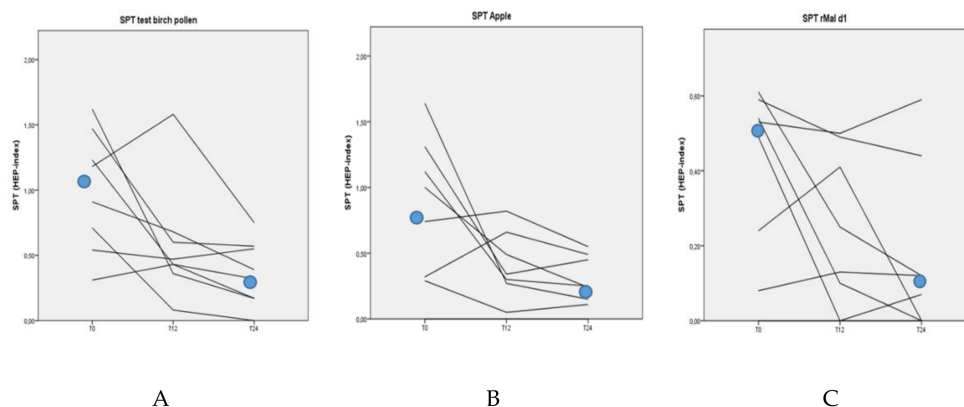 SPT test birch pollen
SPT (HEP-index)
2,00
1,50
1,00
0,50
0,00
T0 T12 T24
A
SPT Apple
SPT (HEP-index)
2,00
1,50
1,00
0,50
0,00
T0 T12 T24
B
SPT rMal d1
SPT (HEP-index)
0,60
0,40
0,20
0,00
T0 T12 T24
C